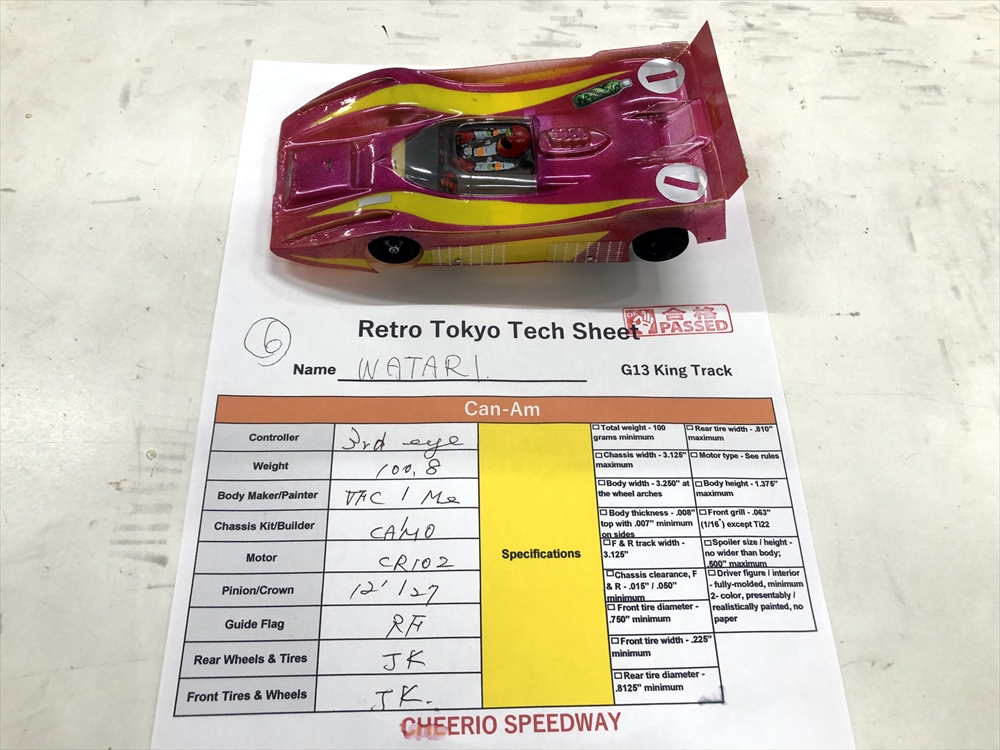 1
1
⑥
Retro Tokyo Tech Sheet
OK 合格
PASSED
Name WATARI.
G13 King Track
Can-Am
Controller 3rd eye
Weight 100.8
Body Maker/Painter TAC / Me
Chassis Kit/Builder CAMO
Motor CR102
Pinion/Crown 12 / 27
Guide Flag RF
Rear Wheels & Tires JK
Front Tires & Wheels JK.
Specifications
☐ Total weight - 100
grams minimum
☐ Chassis width - 3.125"
maximum
☐ Body width - 3.250" at
the wheel arches
☐ Body thickness - .008"
top with .007" minimum
on sides
☐ F & R track width -
3.125"
☐ Chassis clearance, F
& R - .015" / .050"
minimum
☐ Front tire diameter -
.750" minimum
☐ Front tire width - .225"
minimum
☐ Rear tire diameter -
.8125" minimum
☐ Rear tire width - .810"
maximum
☐ Motor type - See rules
☐ Body height - 1.375"
maximum
☐ Front grill - .063"
(1/16") except Ti22
☐ Spoiler size / height -
no wider than body;
.500" maximum
☐ Driver figure / interior
- fully-molded, minimum
2- color, presentably /
realistically painted, no
paper
CHEERIO SPEEDWAY